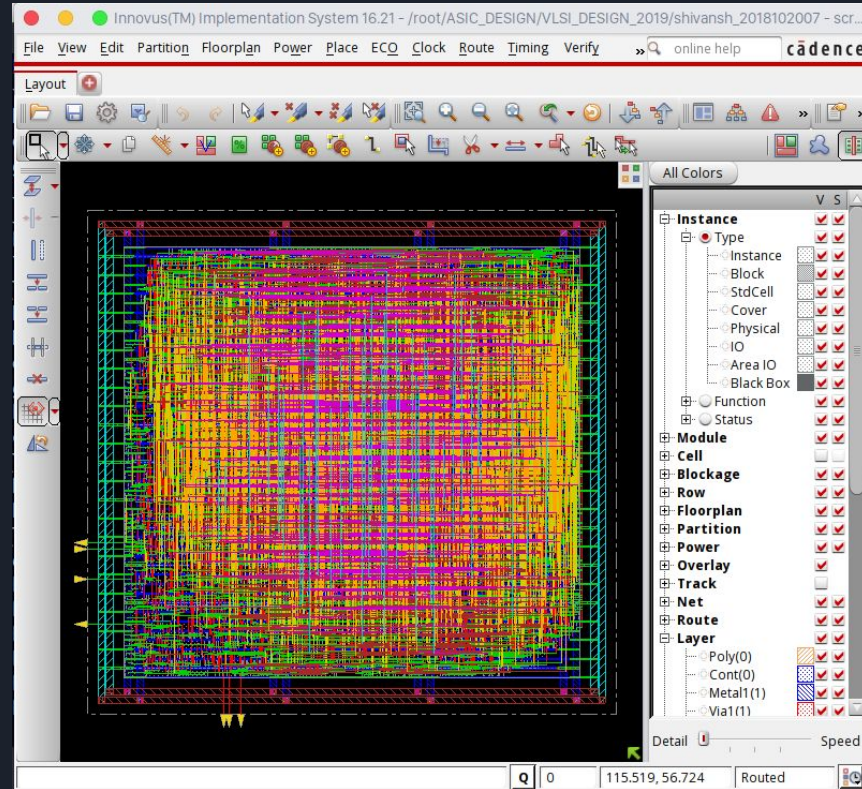 Innovus(TM) Implementation System 16.21 - /root/ASIC_DESIGN/VLSI_DESIGN_2019/shivansh_2018102007 - scr...
File View Edit Partition Floorplan Power Place ECO Clock Route Timing Verify » online help cādence
Layout
All Colors
V S
Instance
Type
Instance
Block
StdCell
Cover
Physical
IO
Area IO
Black Box
Function
Status
Module
Cell
Blockage
Row
Floorplan
Partition
Power
Overlay
Track
Net
Route
Layer
Poly(0)
Cont(0)
Metal1(1)
Via1(1)
Detail Speed
Q 0 115.519, 56.724 Routed